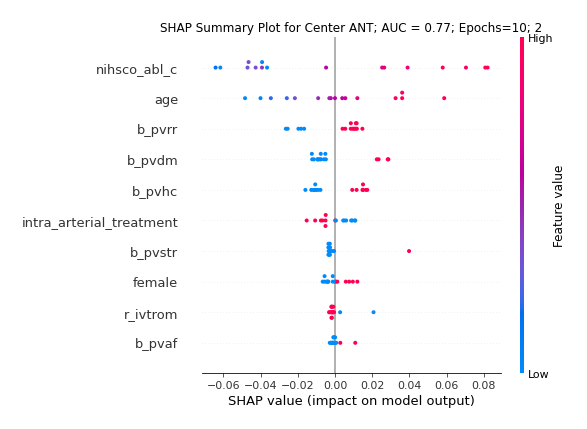 SHAP Summary Plot for Center ANT; AUC = 0.77; Epochs=10; 2
High
nihsco_abl_c
age
b_pvrr
b_pvdm
b_pvhc
intra_arterial_treatment
b_pvstr
female
r_ivtrom
b_pvaf
Feature value
Low
−0.06 −0.04 −0.02 0.00 0.02 0.04 0.06 0.08
SHAP value (impact on model output)